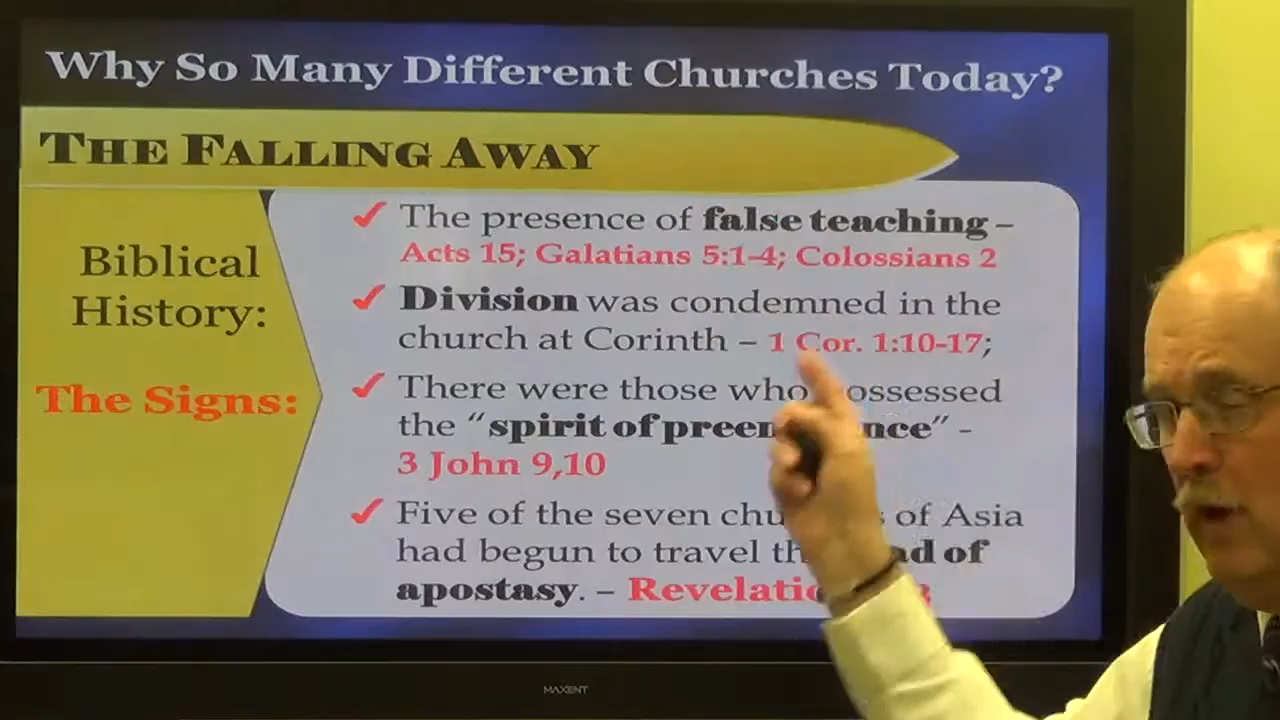 Why So Many Different Churches Today?
THE FALLING AWAY
Biblical
History:
The Signs:
✓ The presence of false teaching –
Acts 15; Galatians 5:1-4; Colossians 2
✓ Division was condemned in the
church at Corinth – 1 Cor. 1:10-17;
✓ There were those who
the "spirit of" -
3 John 9,10
✓ Five of the seven of Asia
had begun to travel of
apostasy. –
MAXENT